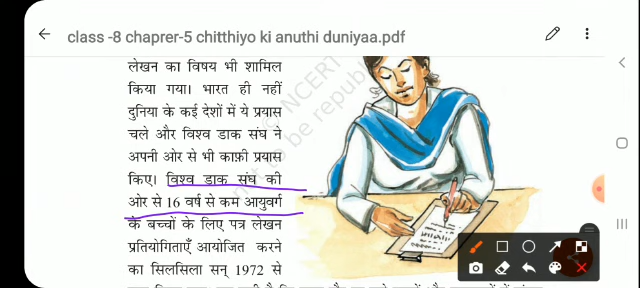 class -8 chaprer-5 chitthiyo ki anuthi duniyaa.pdf
लेखन का विषय भी शामिल
किया गया। भारत ही नहीं
दुनिया के कई देशों में ये प्रयास
चले और विश्व डाक संघ ने
अपनी ओर से भी काफ़ी प्रयास
किए। विश्व डाक संघ की
ओर से 16 वर्ष से कम आयुवर्ग
के बच्चों के लिए पत्र लेखन
प्रतियोगिताएँ आयोजित करने
का सिलसिला सन् 1972 से